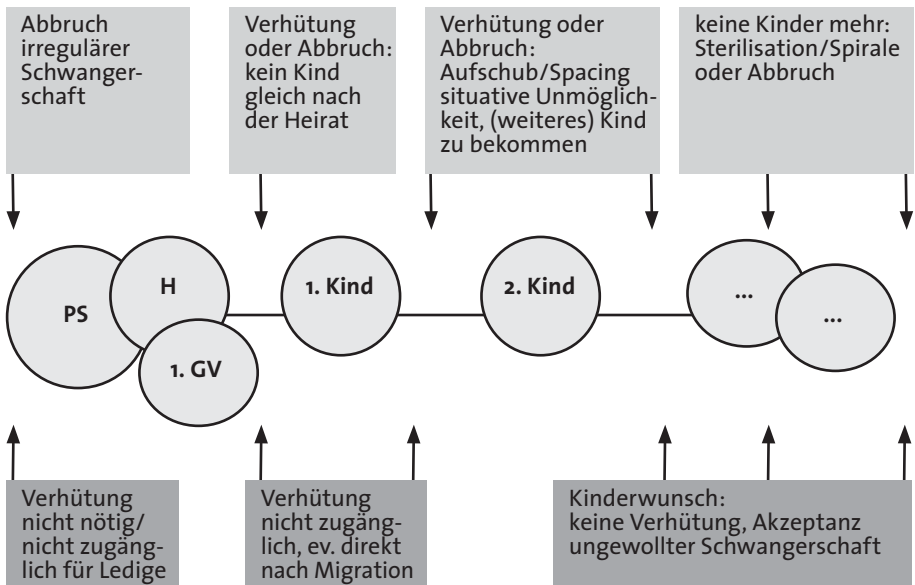 Abbruch
irregulärer
Schwanger-
schaft
Verhütung
oder Abbruch:
kein Kind
gleich nach
der Heirat
Verhütung oder
Abbruch:
Aufschub/Spacing
situative Unmöglich-
keit, (weiteres) Kind
zu bekommen
keine Kinder mehr:
Sterilisation/Spirale
oder Abbruch
PS
H
1. GV
1. Kind
2. Kind
...
...
Verhütung
nicht nötig/
nicht zugäng-
lich für Ledige
Verhütung
nicht zugäng-
lich, ev. direkt
nach Migration
Kinderwunsch:
keine Verhütung, Akzeptanz
ungewollter Schwangerschaft